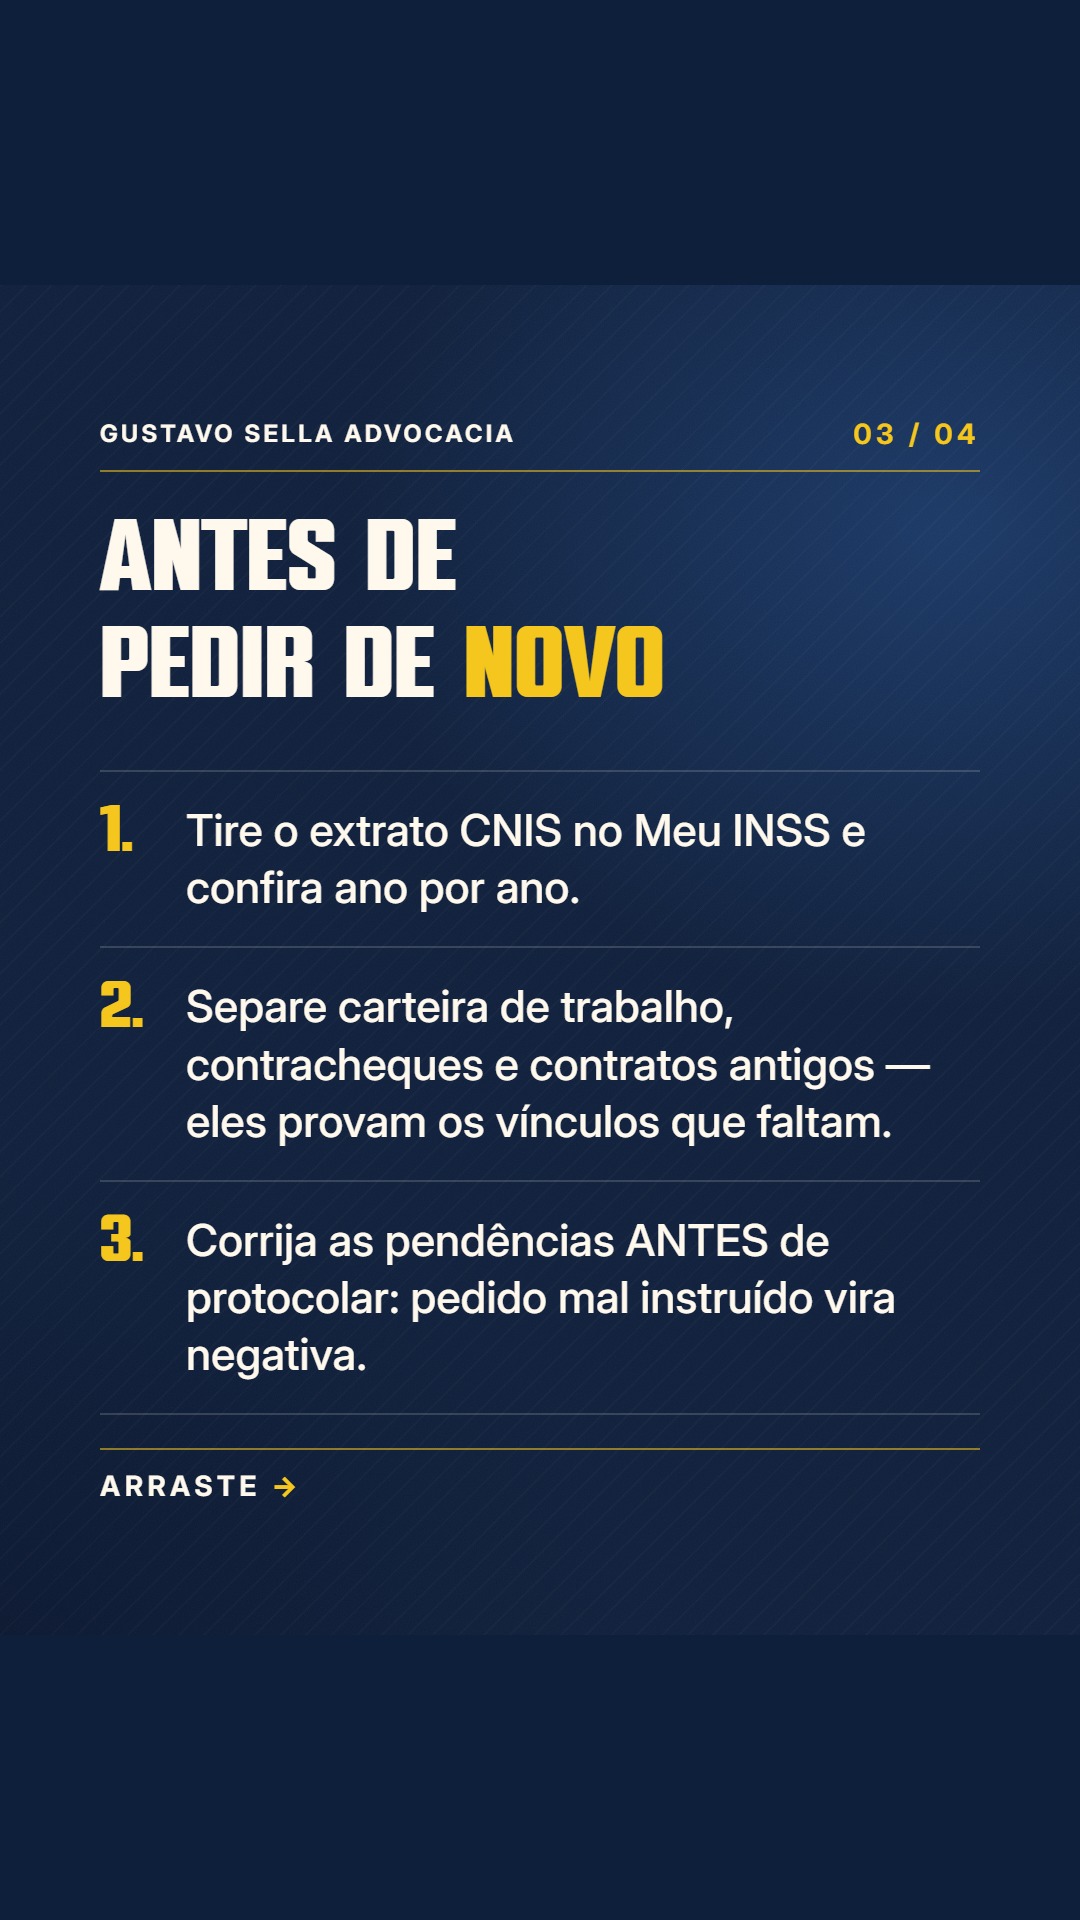 GUSTAVO SELLA ADVOCACIA
03 / 04
ANTES DE
PEDIR DE NOVO
1. Tire o extrato CNIS no Meu INSS e
confira ano por ano.
2. Separe carteira de trabalho,
contracheques e contratos antigos —
eles provam os vínculos que faltam.
3. Corrija as pendências ANTES de
protocolar: pedido mal instruído vira
negativa.
ARRASTE →